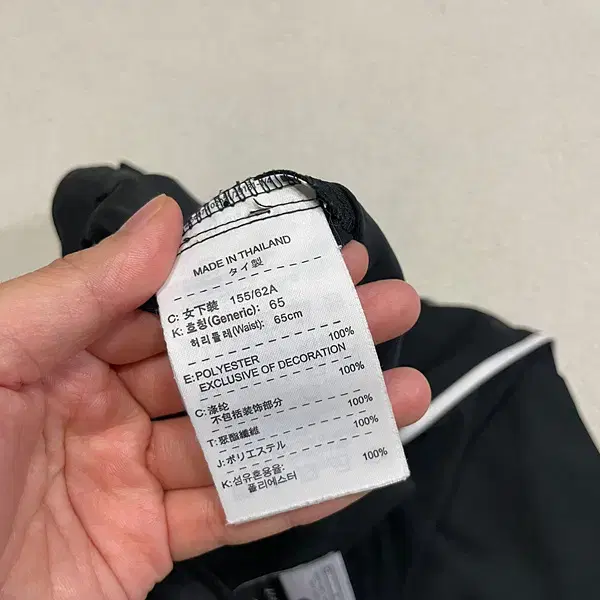 MADE IN THAILAND
タイ製
C: 女下装 155/62A
K: 호칭(Generic): 65
허리둘레(Waist): 65cm
E:POLYESTER 100%
EXCLUSIVE OF DECORATION
C:涤纶 100%
不包括装饰部分
T:聚酯纖維 100%
J:ポリエステル 100%
K:섬유혼용율: 100%
폴리에스터